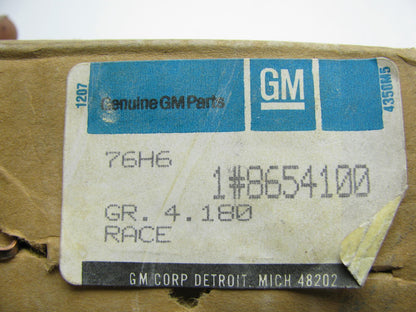 1207
Genuine GM Parts
GM
4350M5
76H6
1#8654100
GR. 4.180
RACE
GM CORP DETROIT. MICH 48202